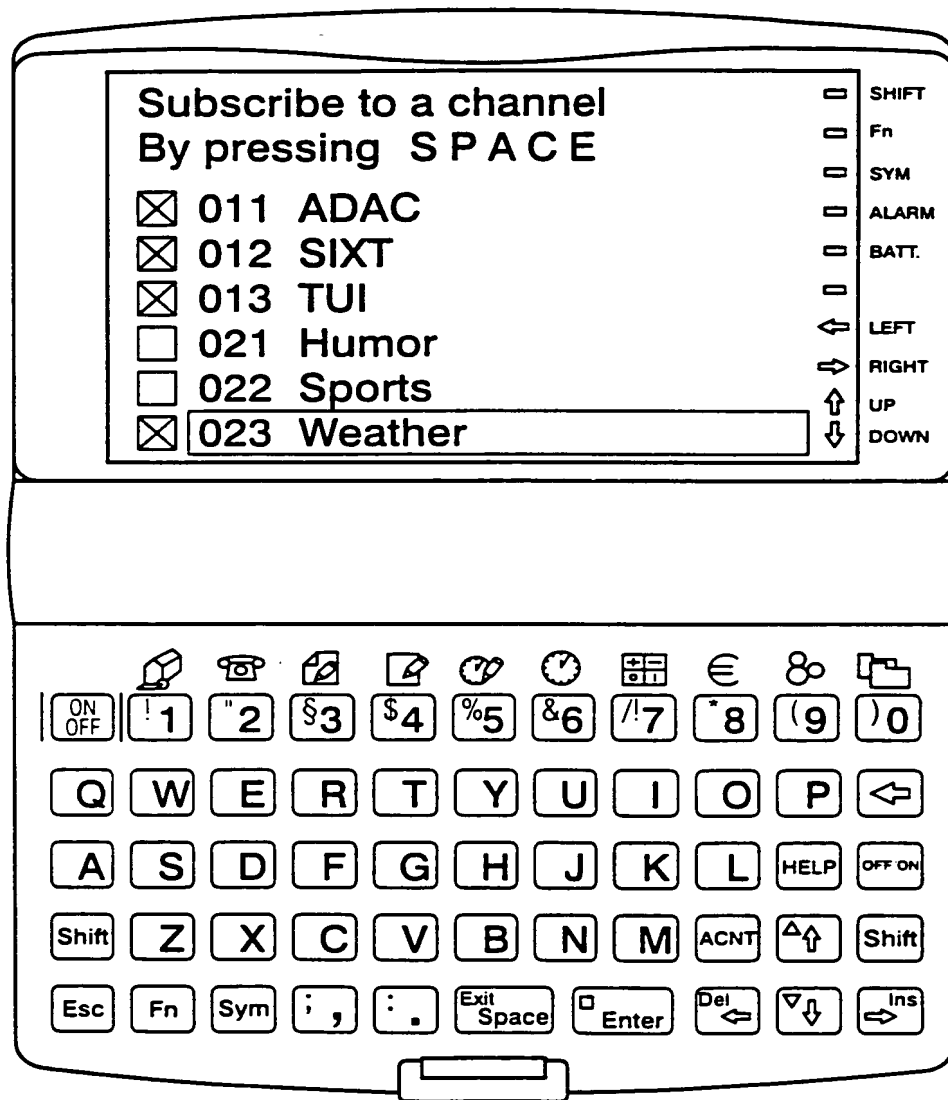 Subscribe to a channel
By pressing S P A C E
011 ADAC
012 SIXT
013 TUI
021 Humor
022 Sports
023 Weather
SHIFT
Fn
SYM
ALARM
BATT.
LEFT
RIGHT
UP
DOWN
ON OFF ! 1 " 2 § 3 $ 4 % 5 & 6 /! 7 * 8 ( 9 ) 0
Q W E R T Y U I O P
A S D F G H J K L HELP OFF ON
Shift Z X C V B N M ACNT Shift
Esc Fn Sym ; , : . Exit Space Enter Del Ins